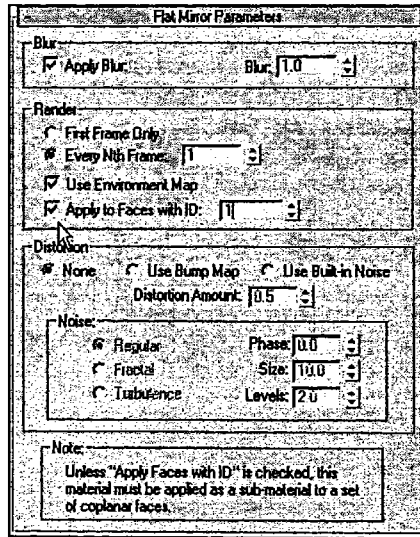 Flat Mirror Parameters
Blur:
Apply Blur: Blur: 1.0
Render
First Frame Only
Every Nth Frame: 1
Use Environment Map
Apply to Faces with ID: 1
Distortion
None Use Bump Map Use Built-in Noise
Distortion Amount: 0.5
Noise:
Regular Phase: 0.0
Fractal Size: 10.0
Turbulence Levels: 2.0
Note:
Unless "Apply Faces with ID" is checked, this
material must be applied as a sub-material to a set
of coplanar faces.